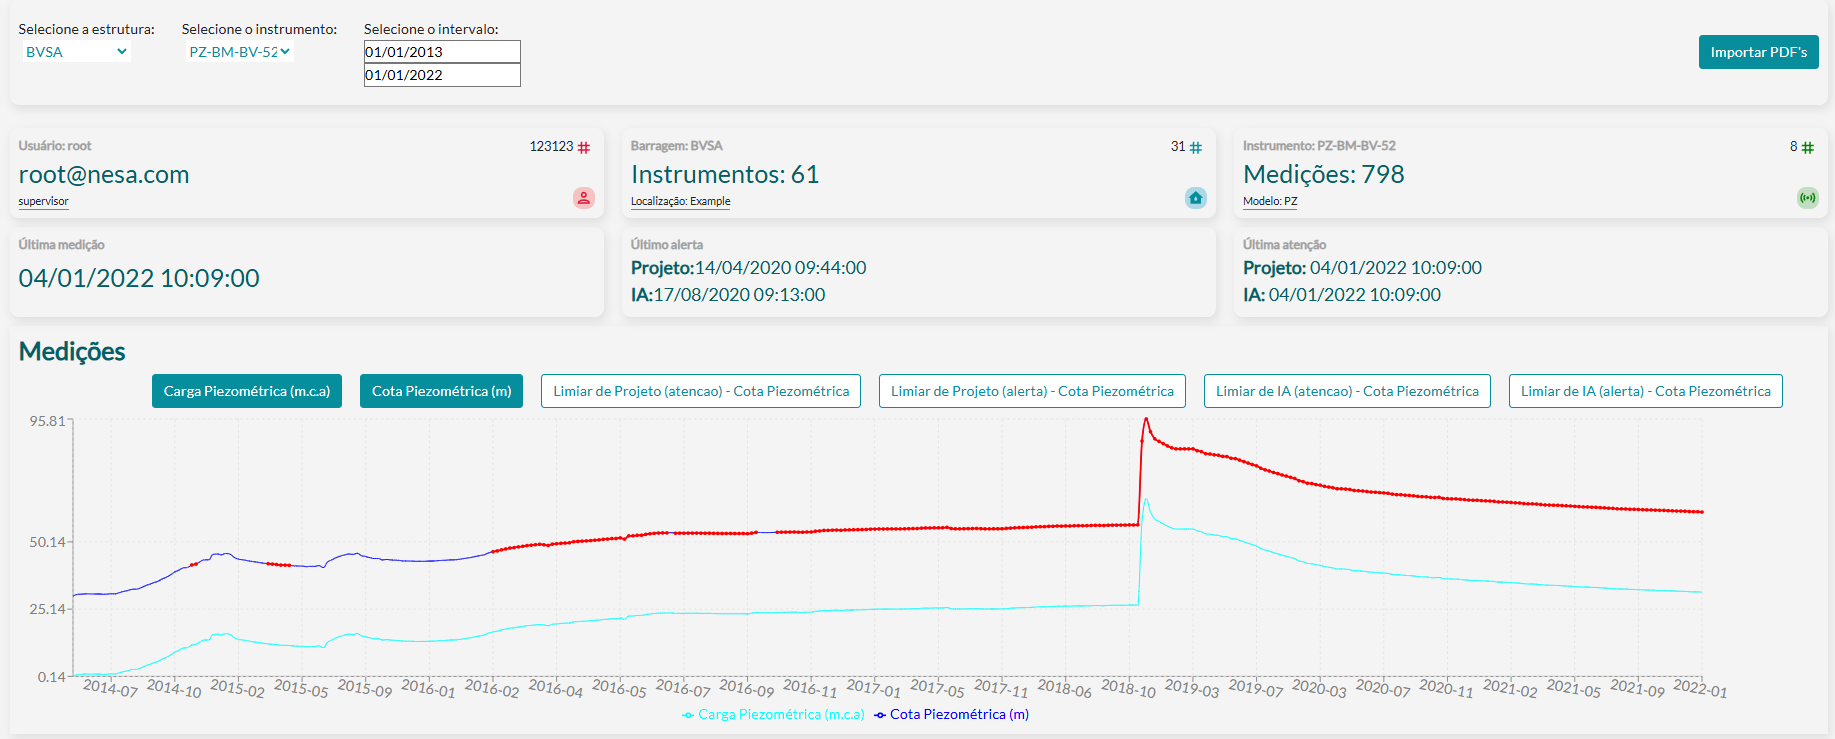 Selecione a estrutura:
BVSA
Selecione o instrumento:
PZ-BM-BV-52
Selecione o intervalo:
01/01/2013
01/01/2022
Importar PDF's
Usuário: root
123123 #
root@nesa.com
supervisor
Barragem: BVSA
31 #
Instrumentos: 61
Localização: Example
Instrumento: PZ-BM-BV-52
8 #
Medições: 798
Modelo: PZ
Última medição
04/01/2022 10:09:00
Último alerta
Projeto:14/04/2020 09:44:00
IA:17/08/2020 09:13:00
Última atenção
Projeto: 04/01/2022 10:09:00
IA: 04/01/2022 10:09:00
Medições
Carga Piezométrica (m.c.a)
Cota Piezométrica (m)
Limiar de Projeto (atencao) - Cota Piezométrica
Limiar de Projeto (alerta) - Cota Piezométrica
Limiar de IA (atencao) - Cota Piezométrica
Limiar de IA (alerta) - Cota Piezométrica
95.81
50.14
25.14
0.14
2014-07 2014-10 2015-02 2015-05 2015-09 2016-01 2016-02 2016-04 2016-05 2016-07 2016-09 2016-11 2017-01 2017-05 2017-11 2018-06 2018-10 2019-03 2019-07 2020-03 2020-07 2020-11 2021-02 2021-05 2021-09 2022-01
Carga Piezométrica (m.c.a) Cota Piezométrica (m)